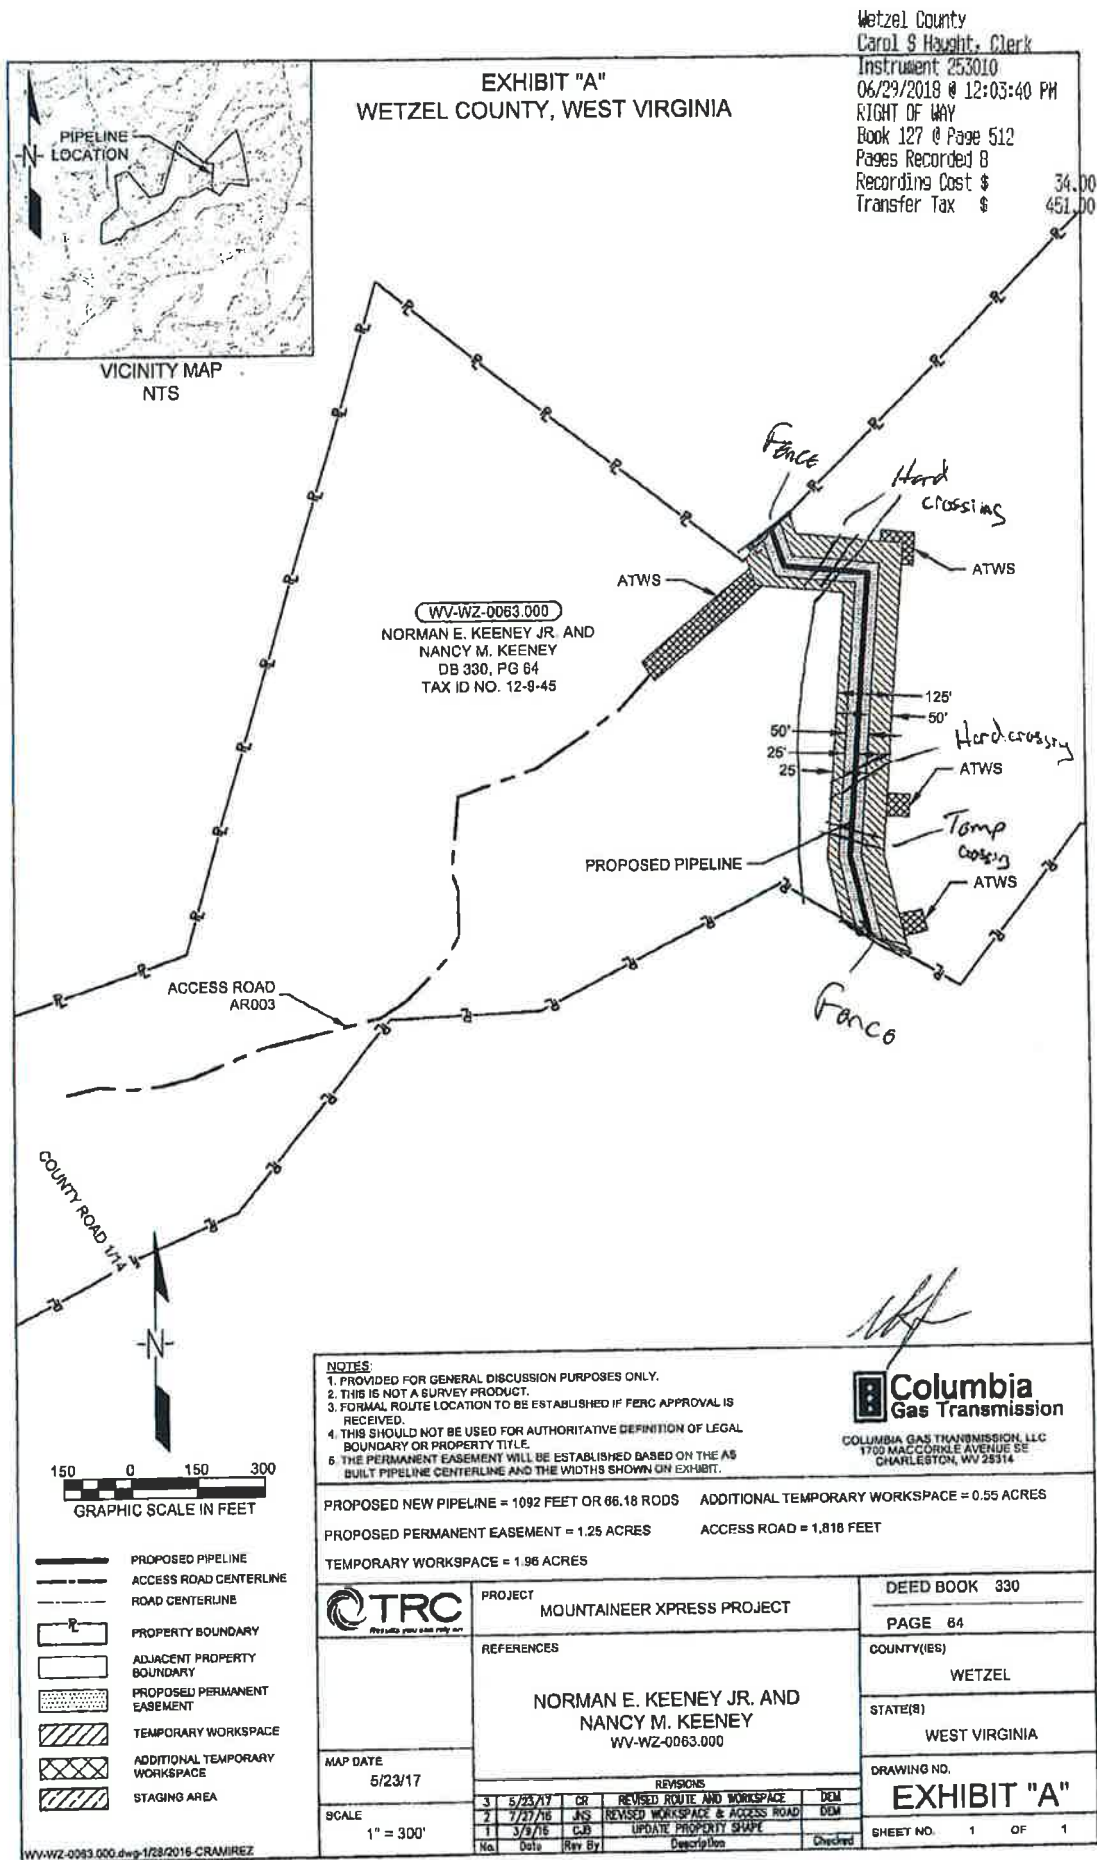 Wetzel County
Carol S Haught, Clerk
Instrument 253010
06/29/2018 @ 12:03:40 PM
RIGHT OF WAY
Book 127 @ Page 512
Pages Recorded 8
Recording Cost $ 34.00
Transfer Tax $ 451.00
EXHIBIT "A"
WETZEL COUNTY, WEST VIRGINIA
PIPELINE
LOCATION
N
VICINITY MAP
NTS
Fence
Hard
crossing
ATWS
ATWS
WV-WZ-0063.000
NORMAN E. KEENEY JR. AND
NANCY M. KEENEY
DB 330, PG 64
TAX ID NO. 12-9-45
125'
50'
50'
25'
25'
Hard crossing
ATWS
Temp
crossing
PROPOSED PIPELINE
ATWS
Fence
ACCESS ROAD
AR003
COUNTY ROAD 1/14
N
150 0 150 300
GRAPHIC SCALE IN FEET
NOTES:
1. PROVIDED FOR GENERAL DISCUSSION PURPOSES ONLY.
2. THIS IS NOT A SURVEY PRODUCT.
3. FORMAL ROUTE LOCATION TO BE ESTABLISHED IF FERC APPROVAL IS
RECEIVED.
4. THIS SHOULD NOT BE USED FOR AUTHORITATIVE DEFINITION OF LEGAL
BOUNDARY OR PROPERTY TITLE.
5. THE PERMANENT EASEMENT WILL BE ESTABLISHED BASED ON THE AS
BUILT PIPELINE CENTERLINE AND THE WIDTHS SHOWN ON EXHIBIT.
Columbia
Gas Transmission
COLUMBIA GAS TRANSMISSION, LLC
1700 MACCORKLE AVENUE SE
CHARLESTON, WV 25314
PROPOSED NEW PIPELINE = 1092 FEET OR 66.18 RODS ADDITIONAL TEMPORARY WORKSPACE = 0.55 ACRES
PROPOSED PERMANENT EASEMENT = 1.25 ACRES ACCESS ROAD = 1,818 FEET
TEMPORARY WORKSPACE = 1.96 ACRES
PROPOSED PIPELINE
ACCESS ROAD CENTERLINE
ROAD CENTERLINE
PROPERTY BOUNDARY
ADJACENT PROPERTY
BOUNDARY
PROPOSED PERMANENT
EASEMENT
TEMPORARY WORKSPACE
ADDITIONAL TEMPORARY
WORKSPACE
STAGING AREA
TRC
Results you can rely on
PROJECT
MOUNTAINEER XPRESS PROJECT
REFERENCES
NORMAN E. KEENEY JR. AND
NANCY M. KEENEY
WV-WZ-0063.000
DEED BOOK 330
PAGE 64
COUNTY(IES)
WETZEL
STATE(S)
WEST VIRGINIA
MAP DATE
5/23/17
SCALE
1" = 300'
REVISIONS
3 5/23/17 CR REVISED ROUTE AND WORKSPACE DEM
2 7/27/16 JNS REVISED WORKSPACE & ACCESS ROAD DEM
1 3/9/16 CJB UPDATE PROPERTY SHAPE
No. Date Rev By Description Checked
DRAWING NO.
EXHIBIT "A"
SHEET NO. 1 OF 1
WV-WZ-0063.000.dwg-1/28/2016-CRAMIREZ